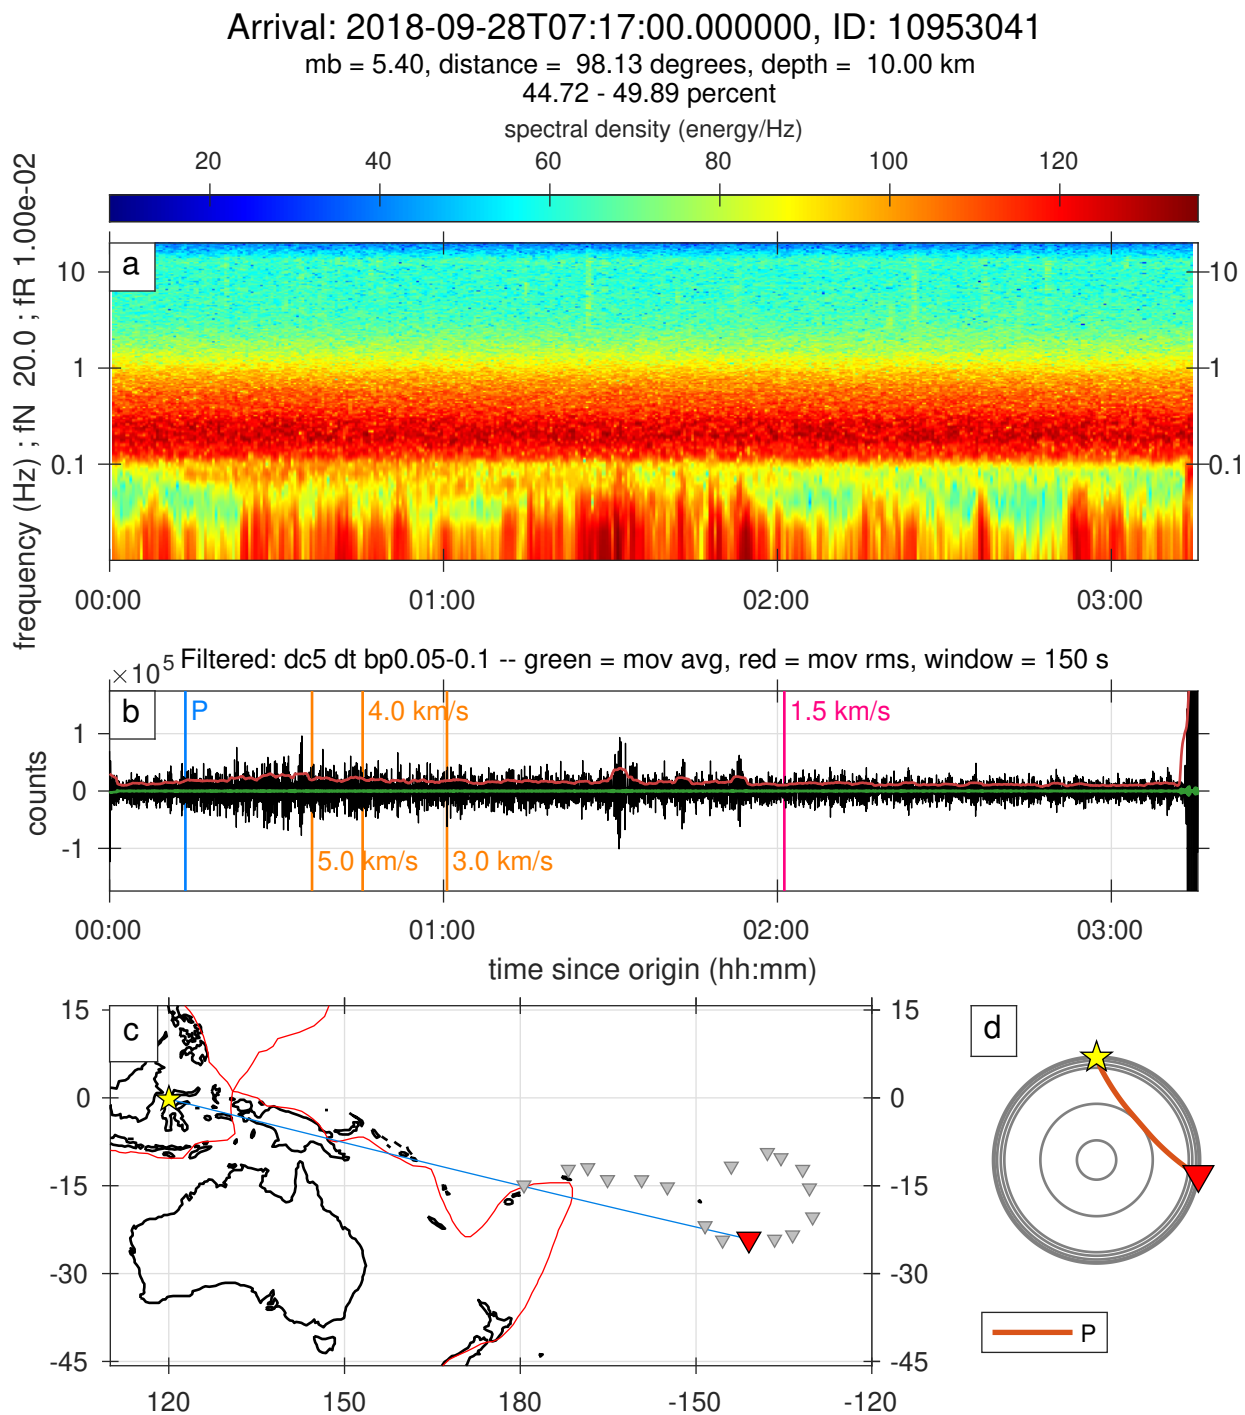 Arrival: 2018-09-28T07:17:00.000000, ID: 10953041
mb = 5.40, distance =  98.13 degrees, depth =  10.00 km
44.72 - 49.89 percent
spectral density (energy/Hz)
20 40 60 80 100 120
frequency (Hz) ; fN  20.0 ; fR 1.00e-02
a
10 10
1 1
0.1 0.1
00:00 01:00 02:00 03:00
×10^5 Filtered: dc5 dt bp0.05-0.1 -- green = mov avg, red = mov rms, window = 150 s
b P 4.0 km/s 1.5 km/s
counts
1
0
-1
5.0 km/s 3.0 km/s
00:00 01:00 02:00 03:00
time since origin (hh:mm)
c d
15 15
0 0
-15 -15
-30 -30
-45 -45
120 150 180 -150 -120
P